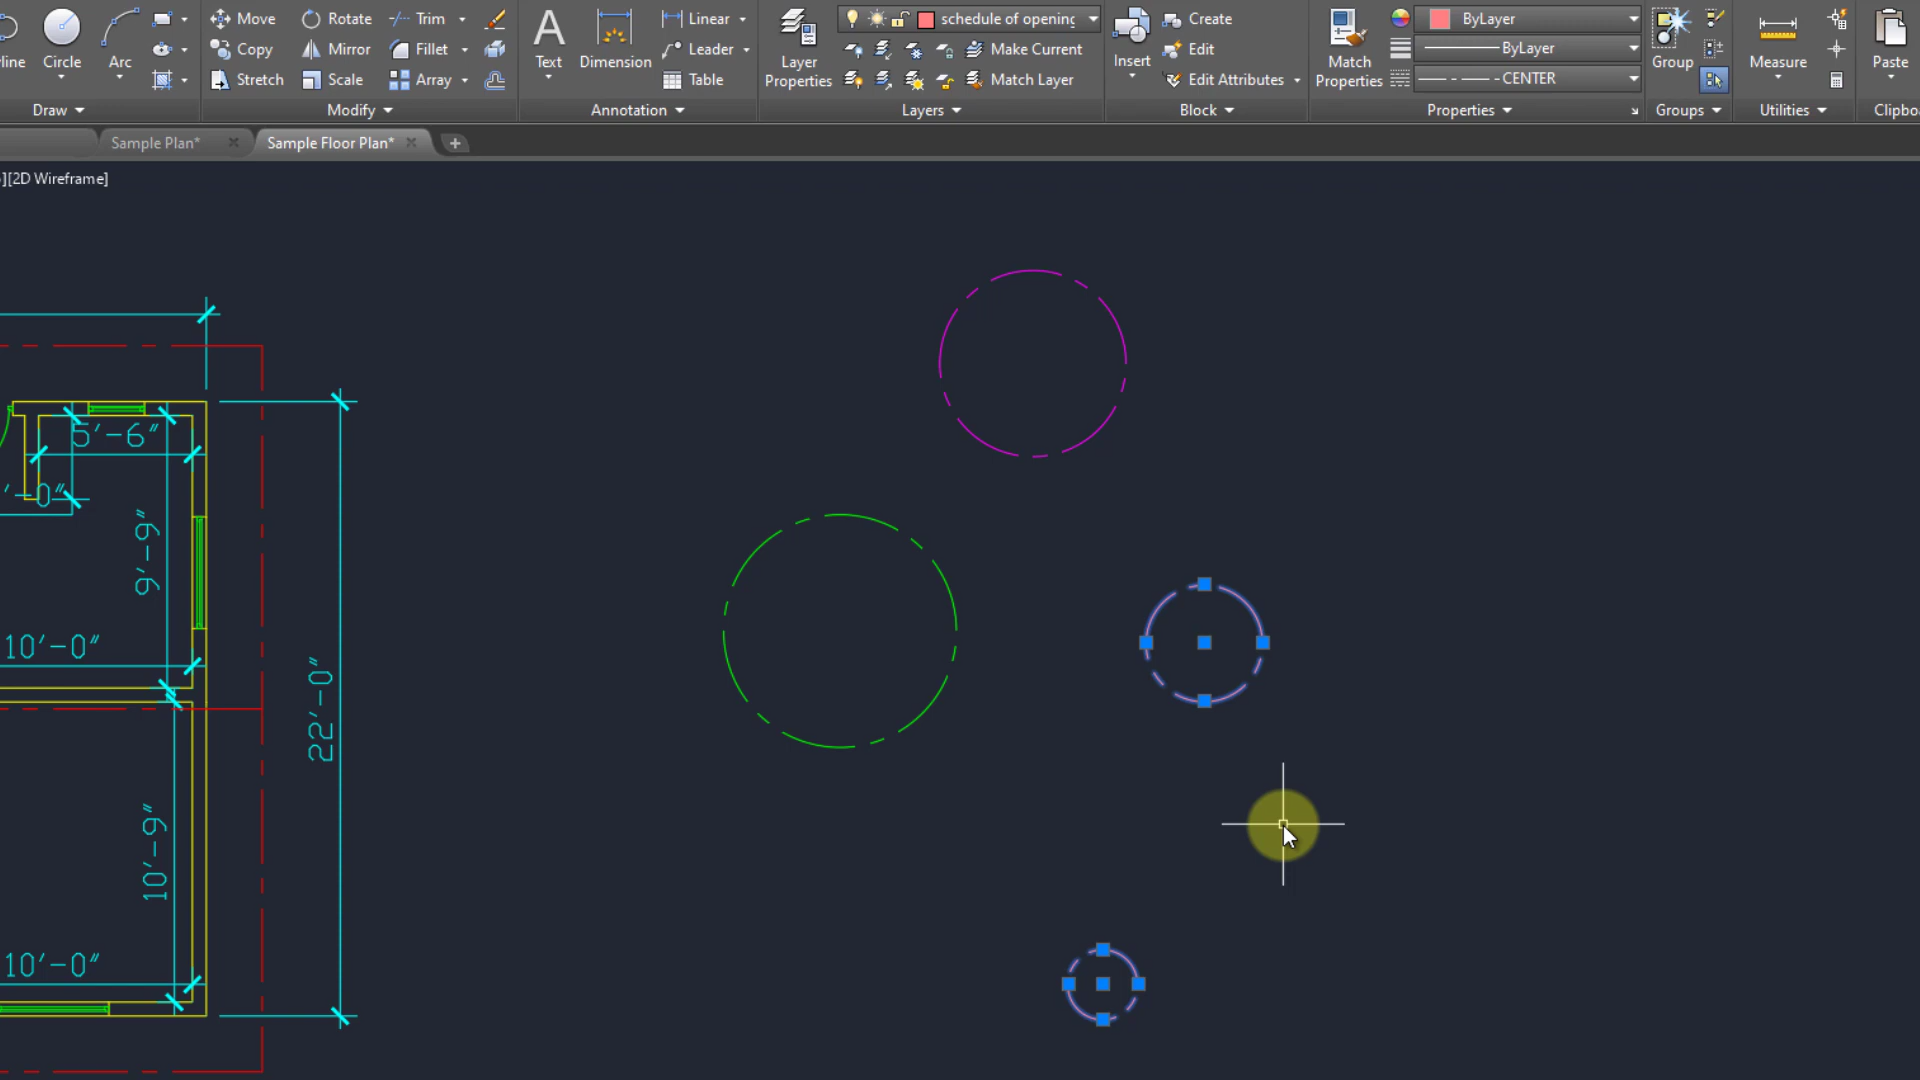 line
Circle
Arc
Draw
Move
Copy
Stretch
Rotate
Mirror
Scale
Trim
Fillet
Array
Modify
Text
Dimension
Linear
Leader
Table
Annotation
Layer
Properties
schedule of opening
Make Current
Match Layer
Layers
Insert
Create
Edit
Edit Attributes
Block
Match
Properties
ByLayer
ByLayer
CENTER
Properties
Group
Groups
Measure
Utilities
Paste
Clipbo
Sample Plan*
Sample Floor Plan*
][2D Wireframe]
5'-6"
'-0"
9'-9"
10'-0"
22'-0"
10'-9"
10'-0"